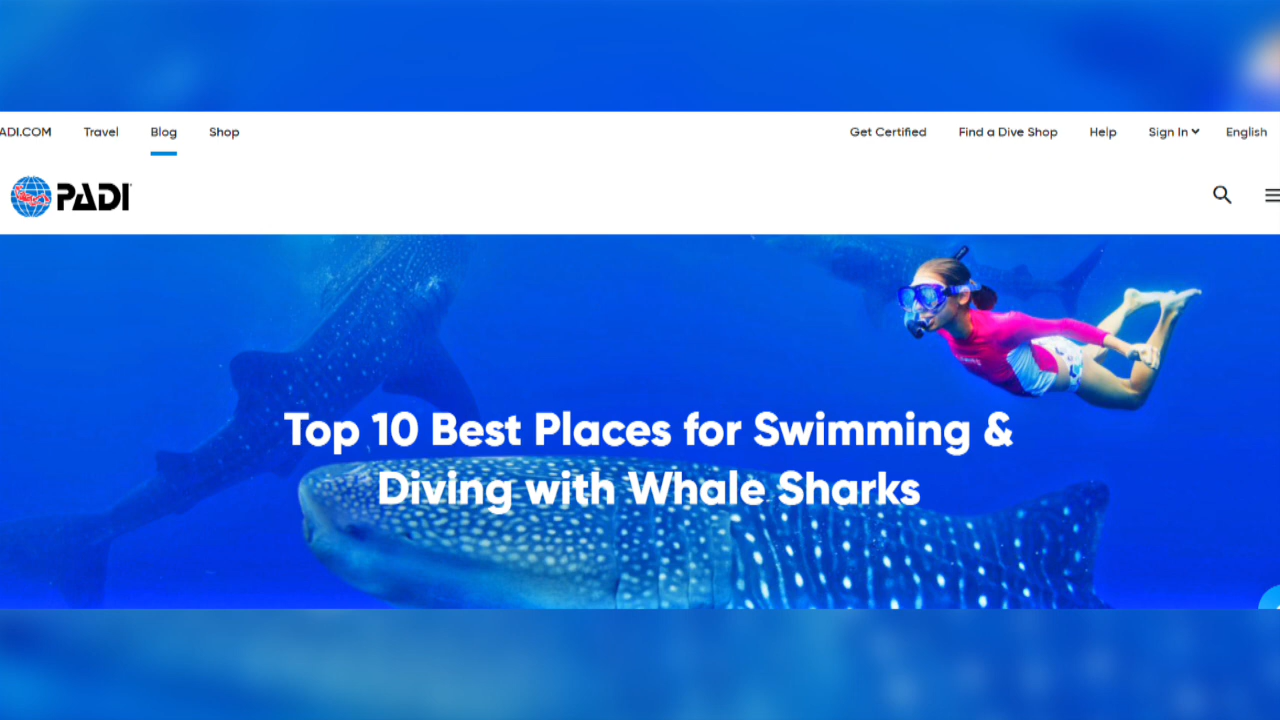 ADI.COM Travel Blog Shop Get Certified Find a Dive Shop Help Sign In English
PADI
Top 10 Best Places for Swimming &
Diving with Whale Sharks